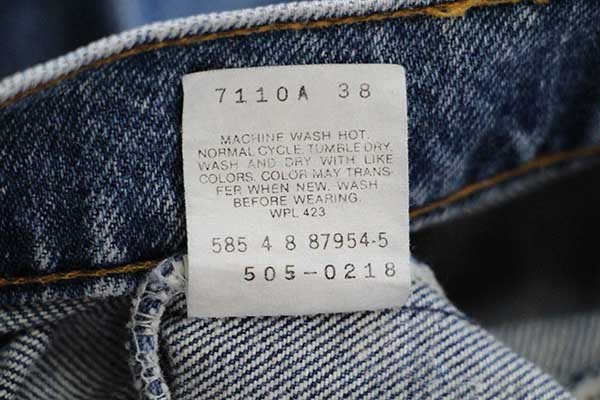 7110A 38
MACHINE WASH HOT.
NORMAL CYCLE. TUMBLE DRY.
WASH AND DRY WITH LIKE
COLORS. COLOR MAY TRANS
FER WHEN NEW. WASH
BEFORE WEARING.
WPL 423
585 4 8 87954-5
505-0218